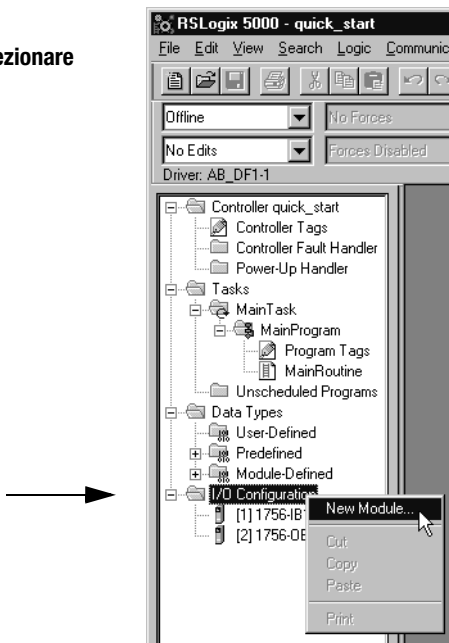 ezionare
RSLogix 5000 - quick_start
File Edit View Search Logic Communic
Offline
No Forces
No Edits
Forces Disabled
Driver: AB_DF1-1
Controller quick_start
Controller Tags
Controller Fault Handler
Power-Up Handler
Tasks
MainTask
MainProgram
Program Tags
MainRoutine
Unscheduled Programs
Data Types
User-Defined
Predefined
Module-Defined
I/O Configuration
[1] 1756-IB
[2] 1756-OB
New Module...
Cut
Copy
Paste
Print